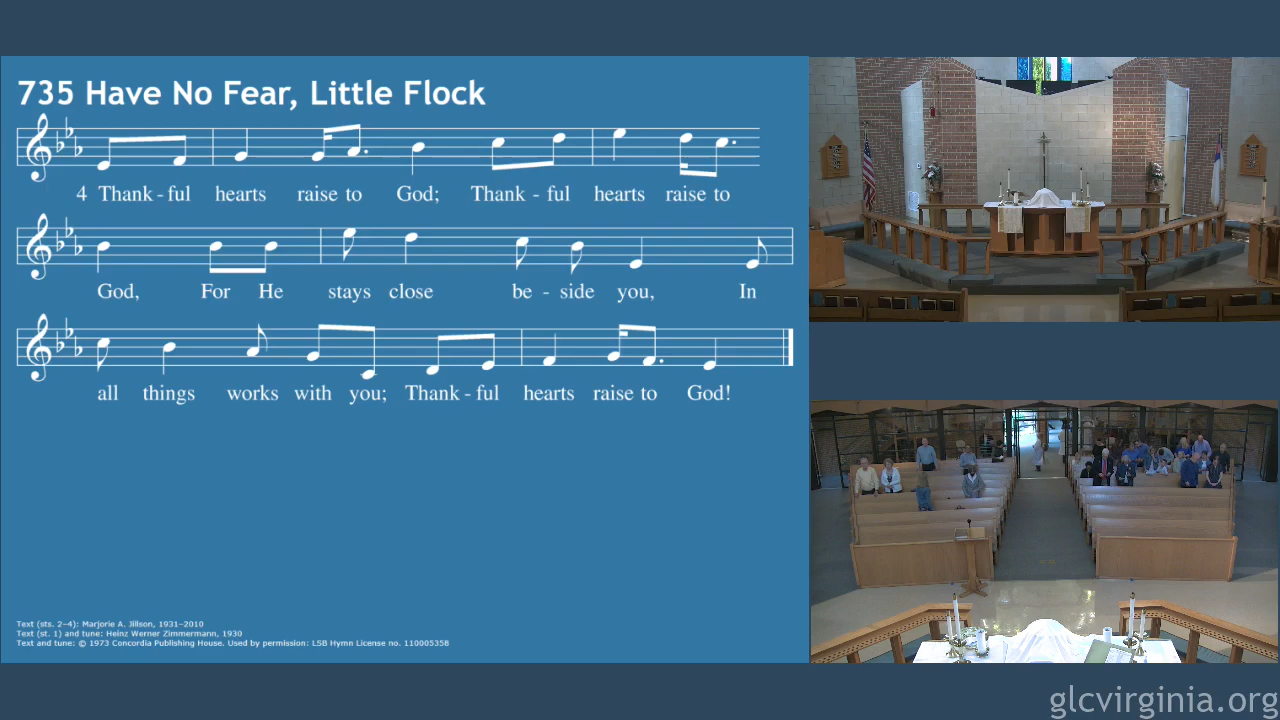 735 Have No Fear, Little Flock
4 Thank - ful hearts raise to God; Thank - ful hearts raise to
God, For He stays close be - side you, In
all things works with you; Thank - ful hearts raise to God!
Text (sts. 2–4): Marjorie A. Jillson, 1931–2010
Text (st. 1) and tune: Heinz Werner Zimmermann, 1930
Text and tune: © 1973 Concordia Publishing House. Used by permission: LSB Hymn License no. 110005358
glcvirginia.org